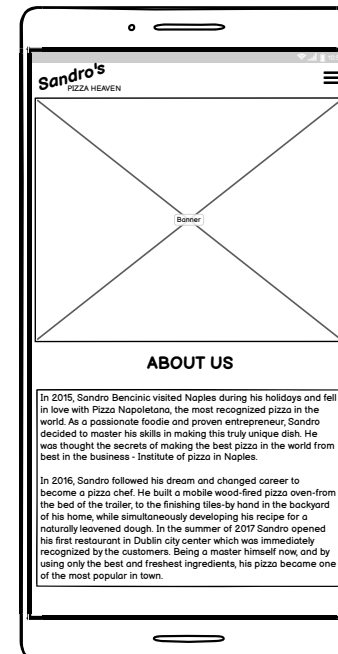 Sandro's
PIZZA HEAVEN
Banner
ABOUT US
In 2015, Sandro Bencinic visited Naples during his holidays and fell
in love with Pizza Napoletana, the most recognized pizza in the
world. As a passionate foodie and proven entrepreneur, Sandro
decided to master his skills in making this truly unique dish. He
was thought the secrets of making the best pizza in the world from
best in the business - Institute of pizza in Naples.
In 2016, Sandro followed his dream and changed career to
become a pizza chef. He built a mobile wood-fired pizza oven-from
the bed of the trailer, to the finishing tiles-by hand in the backyard
of his home, while simultaneously developing his recipe for a
naturally leavened dough. In the summer of 2017 Sandro opened
his first restaurant in Dublin city center which was immediately
recognized by the customers. Being a master himself now, and by
using only the best and freshest ingredients, his pizza became one
of the most popular in town.